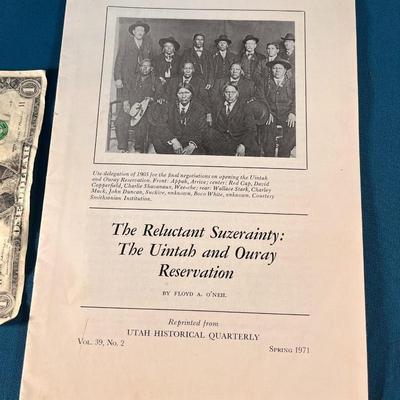 Ute delegation of 1903 for the final negotiations on opening the Uintah
and Ouray Reservation. Front: Appah, Arrive; center: Red Cap, David
Copperfield, Charlie Shavanaux, Wee-che; rear: Wallace Stark, Charley
Mack, John Duncan, Suckive, unknown, Boco White, unknown. Courtesy
Smithsonian Institution.
The Reluctant Suzerainty:
The Uintah and Ouray
Reservation
BY FLOYD A. O'NEIL
Reprinted from
UTAH HISTORICAL QUARTERLY
VOL. 39, No. 2
SPRING 1971
1